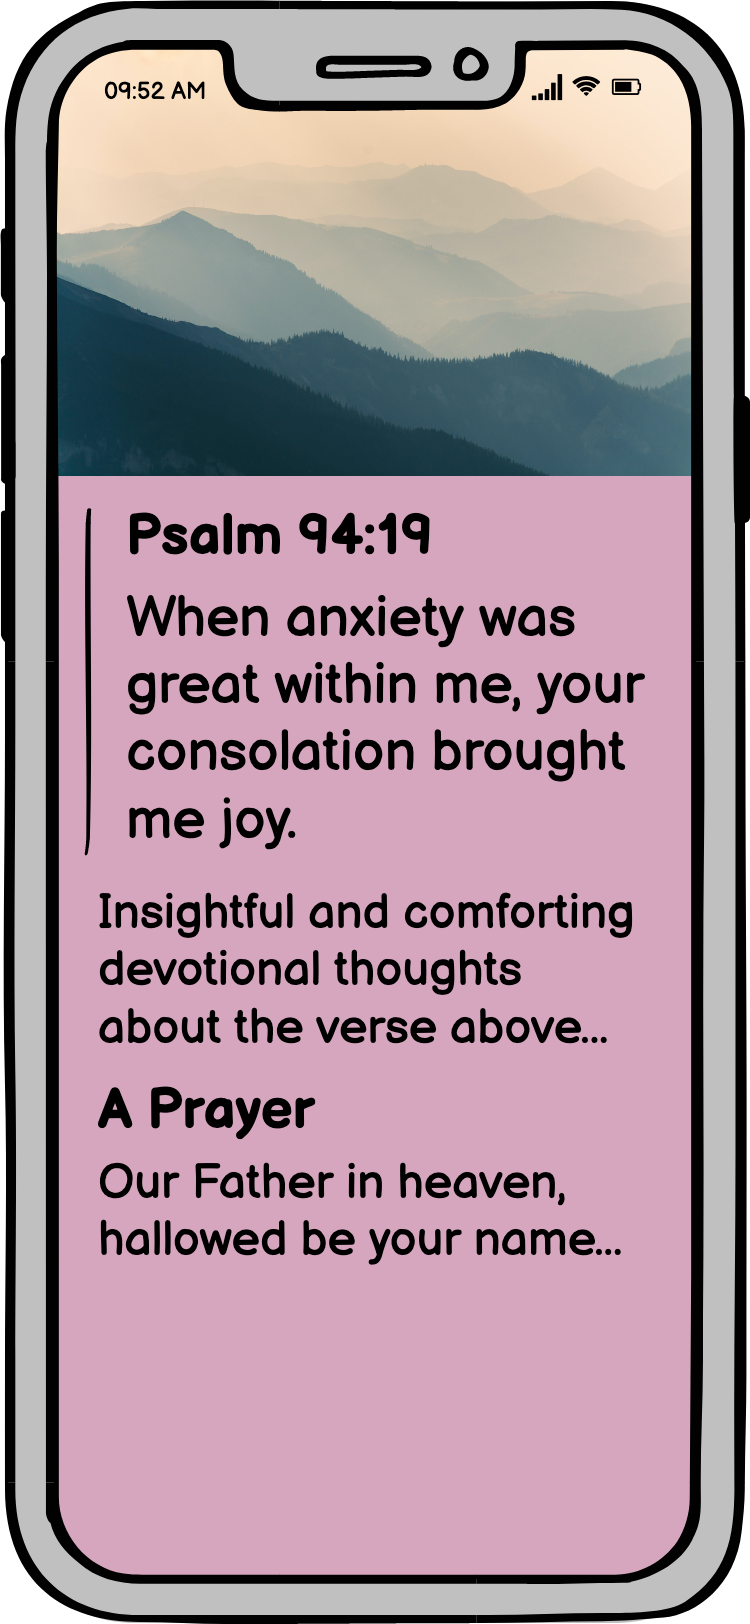 09:52 AM
Psalm 94:19
When anxiety was
great within me, your
consolation brought
me joy.
Insightful and comforting
devotional thoughts
about the verse above...
A Prayer
Our Father in heaven,
hallowed be your name...